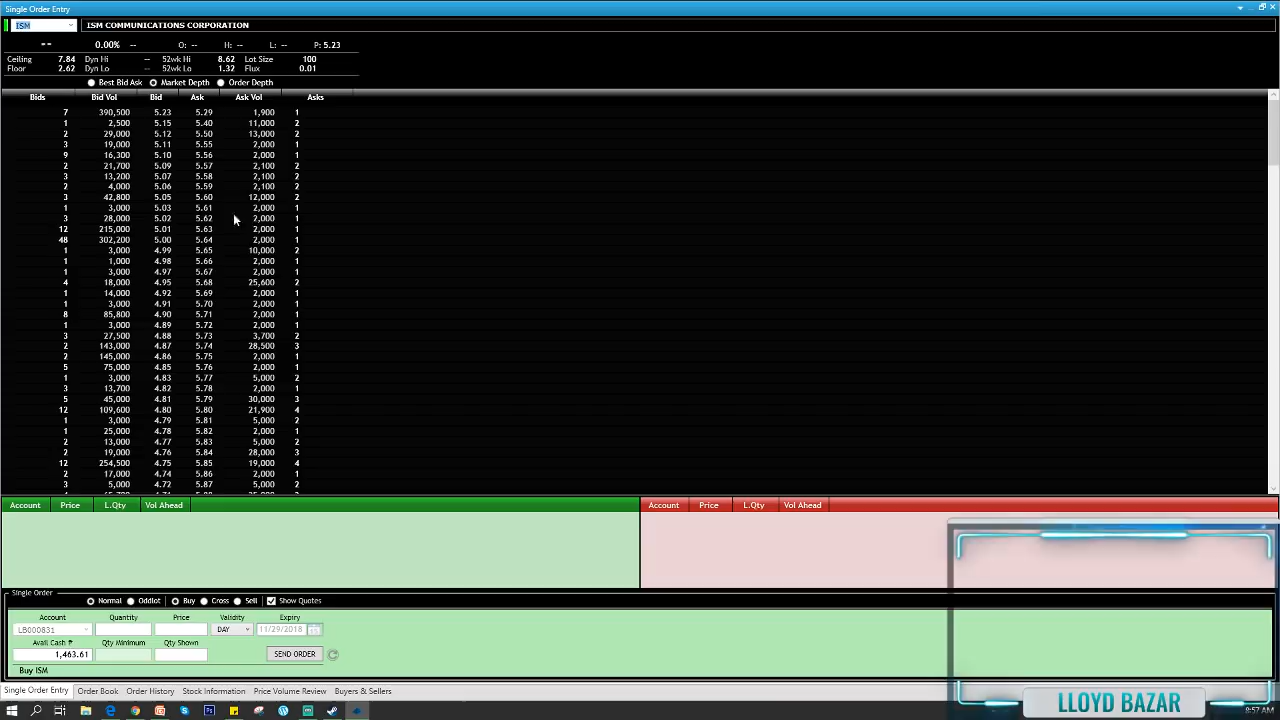 Single Order Entry
ISM ISM COMMUNICATIONS CORPORATION
-- 0.00% -- O: -- H: -- L: -- P: 5.23
Ceiling 7.84 Dyn Hi -- 52wk Hi 8.62 Lot Size 100
Floor 2.62 Dyn Lo -- 52wk Lo 1.32 Flux 0.01
Best Bid Ask Market Depth Order Depth
Bids Bid Vol Bid Ask Ask Vol Asks
7 390,500 5.23 5.29 1,900 1
1 2,500 5.15 5.40 11,000 2
2 29,000 5.12 5.50 13,000 2
3 19,000 5.11 5.55 2,000 1
9 16,300 5.10 5.56 2,000 1
2 21,700 5.09 5.57 2,100 2
3 13,200 5.07 5.58 2,100 2
2 4,000 5.06 5.59 2,100 2
3 42,800 5.05 5.60 12,000 2
1 3,000 5.03 5.61 2,000 1
3 28,000 5.02 5.62 2,000 1
12 215,000 5.01 5.63 2,000 1
48 302,200 5.00 5.64 2,000 1
1 3,000 4.99 5.65 10,000 2
1 1,000 4.98 5.66 2,000 1
1 3,000 4.97 5.67 2,000 1
4 18,000 4.95 5.68 25,600 2
1 14,000 4.92 5.69 2,000 1
1 3,000 4.91 5.70 2,000 1
8 85,800 4.90 5.71 2,000 1
1 3,000 4.89 5.72 2,000 1
3 27,500 4.88 5.73 3,700 2
2 143,000 4.87 5.74 28,500 3
2 145,000 4.86 5.75 2,000 1
5 75,000 4.85 5.76 2,000 1
1 3,000 4.83 5.77 5,000 2
3 13,700 4.82 5.78 2,000 1
5 45,000 4.81 5.79 30,000 3
12 109,600 4.80 5.80 21,900 4
1 3,000 4.79 5.81 5,000 2
1 25,000 4.78 5.82 2,000 1
2 13,000 4.77 5.83 5,000 2
2 19,000 4.76 5.84 28,000 3
12 254,500 4.75 5.85 19,000 4
2 17,000 4.74 5.86 2,000 1
3 5,000 4.72 5.87 5,000 2
Account Price L.Qty Vol Ahead Account Price L.Qty Vol Ahead
Single Order
Normal Oddlot Buy Cross Sell Show Quotes
Account Quantity Price Validity Expiry
LB000831 DAY 11/29/2018
Avail Cash ₱ Qty Minimum Qty Shown
1,463.61 SEND ORDER
Buy ISM
Single Order Entry Order Book Order History Stock Information Price Volume Review Buyers & Sellers
LLOYD BAZAR
8:57 AM